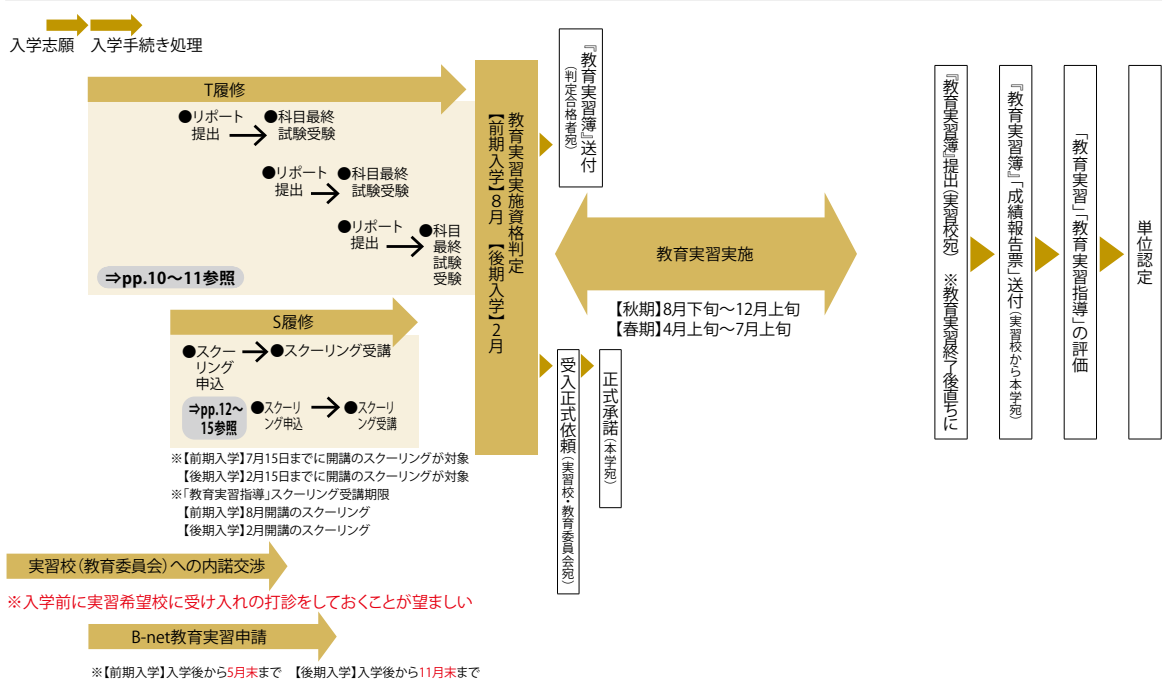 入学志願
入学手続き処理
T履修
●リポート
提出
●科目最終
試験受験
●リポート
提出
●科目最終
試験受験
●リポート
提出
●科目
最終
試験
受験
⇒pp.10～11参照
S履修
●スクー
リング
申込
●スクーリング受講
⇒pp.12～
15参照
●スクーリ
ング申込
●スクーリ
ング受講
※【前期入学】7月15日までに開講のスクーリングが対象
【後期入学】2月15日までに開講のスクーリングが対象
※「教育実習指導」スクーリング受講期限
【前期入学】8月開講のスクーリング
【後期入学】2月開講のスクーリング
実習校（教育委員会）への内諾交渉
※入学前に実習希望校に受け入れの打診をしておくことが望ましい
B-net教育実習申請
※【前期入学】入学後から5月末まで 【後期入学】入学後から11月末まで
教育実習実施資格判定
【前期入学】8月 【後期入学】2月
『教育実習簿』送付
（判定合格者宛）
教育実習実施
【秋期】8月下旬～12月上旬
【春期】4月上旬～7月上旬
受入正式依頼（実習校・教育委員会宛）
正式承諾（本学宛）
『教育実習簿』提出（実習校宛） ※教育実習終了後直ちに
『教育実習簿』「成績報告票」送付（実習校から本学宛）
「教育実習」「教育実習指導」の評価
単位認定